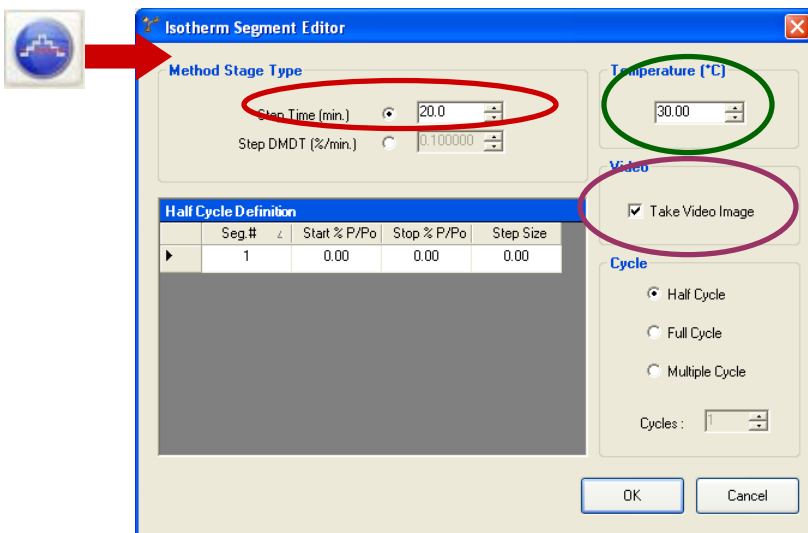 Isotherm Segment Editor
Method Stage Type
Step Time (min.) 20.0
Step DMDT (%/min.) 0.100000
Temperature (°C)
30.00
Video
Take Video Image
Half Cycle Definition
Seg.# Start % P/Po Stop % P/Po Step Size
1 0.00 0.00 0.00
Cycle
Half Cycle
Full Cycle
Multiple Cycle
Cycles : 1
OK Cancel